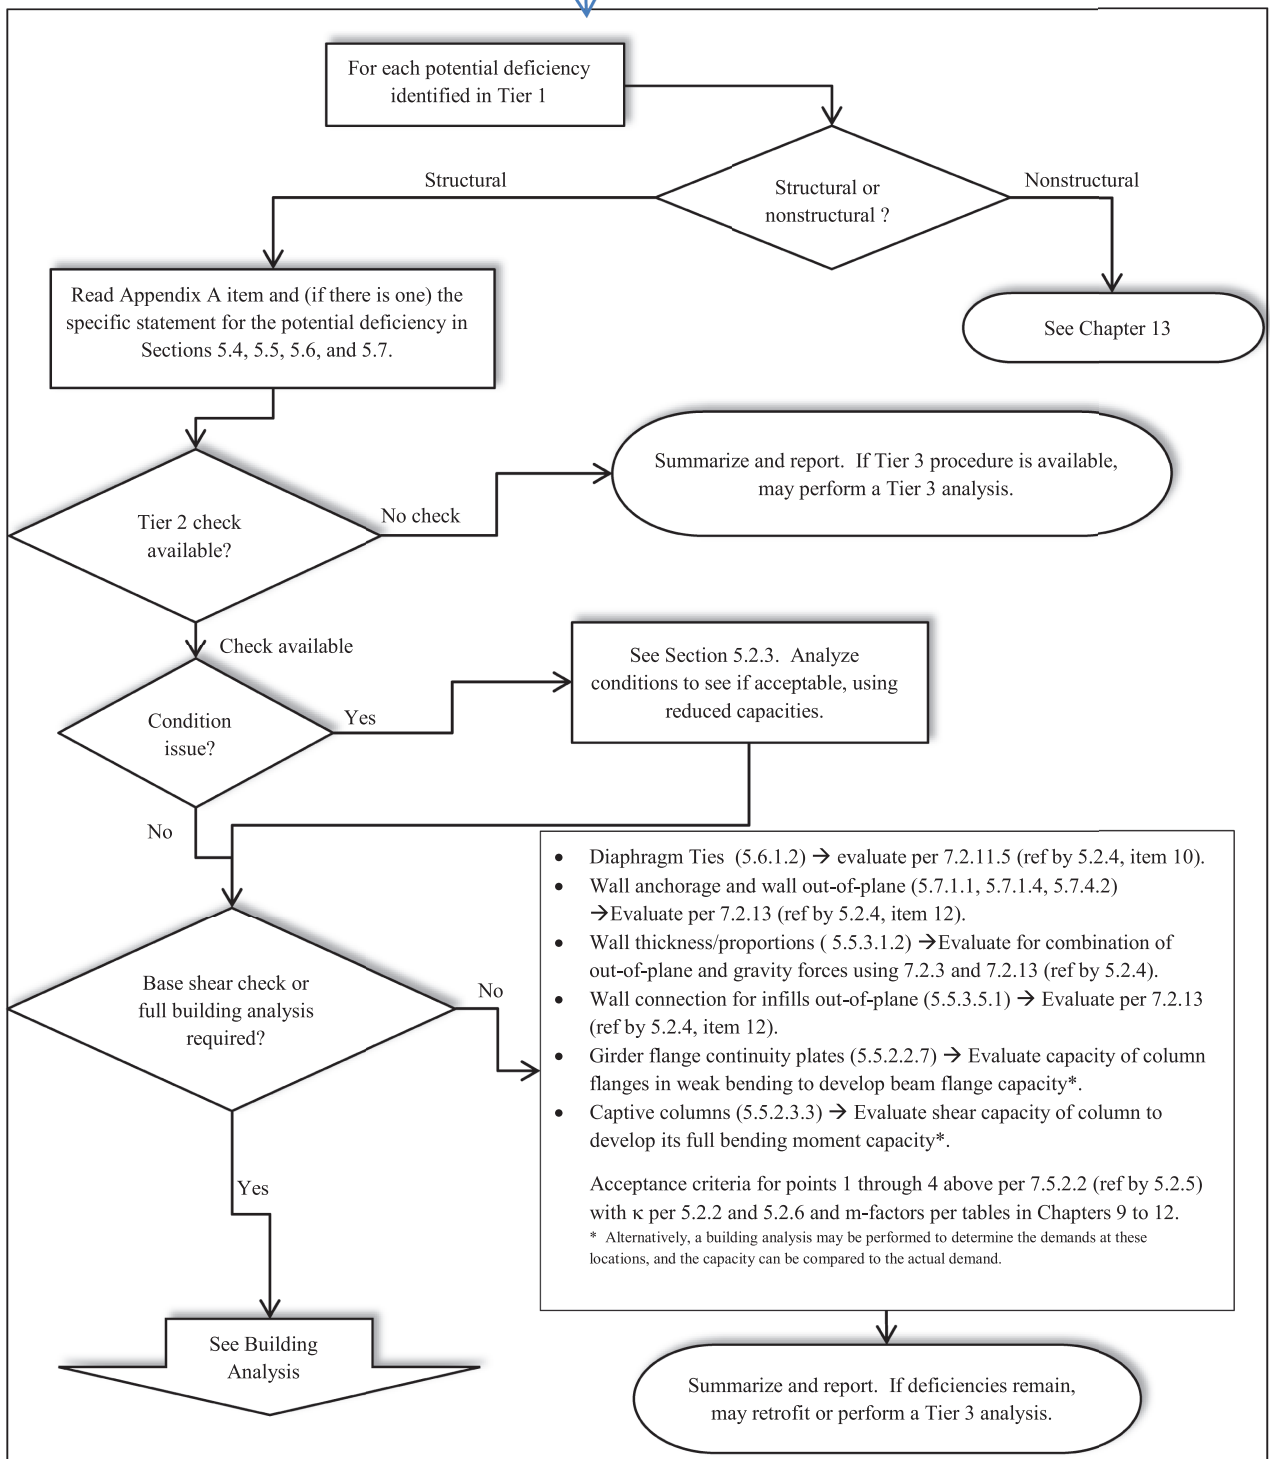 For each potential deficiency
identified in Tier 1
Structural
Structural or
nonstructural ?
Nonstructural
Read Appendix A item and (if there is one) the
specific statement for the potential deficiency in
Sections 5.4, 5.5, 5.6, and 5.7.
See Chapter 13
Summarize and report.  If Tier 3 procedure is available,
may perform a Tier 3 analysis.
Tier 2 check
available?
No check
Check available
See Section 5.2.3.  Analyze
conditions to see if acceptable, using
reduced capacities.
Condition
issue?
Yes
No
• Diaphragm Ties  (5.6.1.2) → evaluate per 7.2.11.5 (ref by 5.2.4, item 10).
• Wall anchorage and wall out-of-plane (5.7.1.1, 5.7.1.4, 5.7.4.2)
→Evaluate per 7.2.13 (ref by 5.2.4, item 12).
• Wall thickness/proportions ( 5.5.3.1.2) →Evaluate for combination of
out-of-plane and gravity forces using 7.2.3 and 7.2.13 (ref by 5.2.4).
• Wall connection for infills out-of-plane (5.5.3.5.1) → Evaluate per 7.2.13
(ref by 5.2.4, item 12).
• Girder flange continuity plates (5.5.2.2.7) → Evaluate capacity of column
flanges in weak bending to develop beam flange capacity*.
• Captive columns (5.5.2.3.3) → Evaluate shear capacity of column to
develop its full bending moment capacity*.
Acceptance criteria for points 1 through 4 above per 7.5.2.2 (ref by 5.2.5)
with κ per 5.2.2 and 5.2.6 and m-factors per tables in Chapters 9 to 12.
*  Alternatively, a building analysis may be performed to determine the demands at these
locations, and the capacity can be compared to the actual demand.
Base shear check or
full building analysis
required?
No
Yes
See Building
Analysis
Summarize and report.  If deficiencies remain,
may retrofit or perform a Tier 3 analysis.